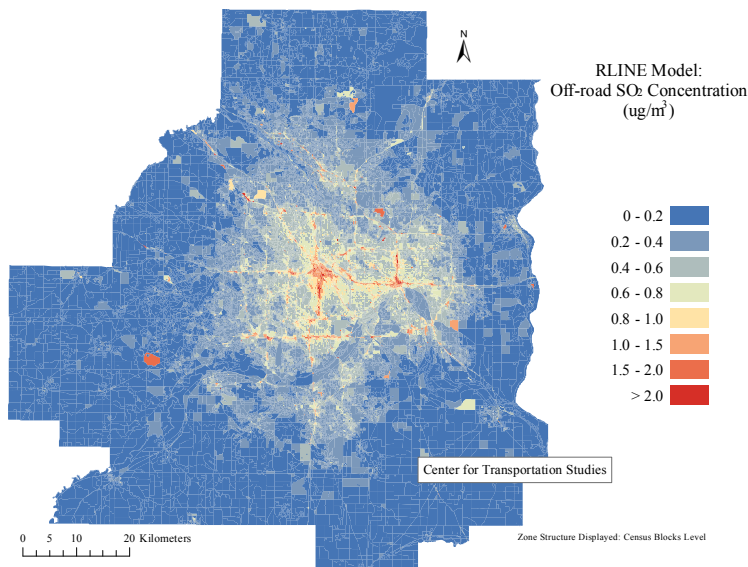 N
RLINE Model:
Off-road SO₂ Concentration
(ug/m³)
0 - 0.2
0.2 - 0.4
0.4 - 0.6
0.6 - 0.8
0.8 - 1.0
1.0 - 1.5
1.5 - 2.0
> 2.0
Center for Transportation Studies
0 5 10 20 Kilometers
Zone Structure Displayed: Census Blocks Level